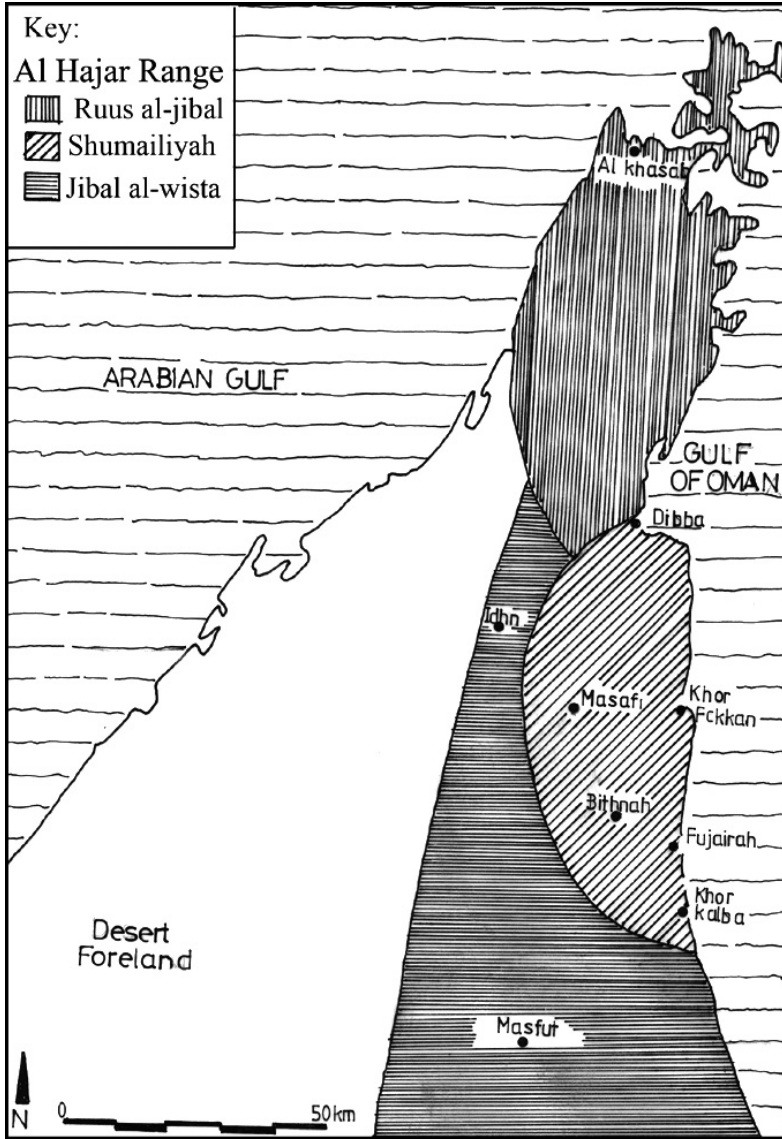 Key:
Al Hajar Range
Ruus al-jibal
Shumailiyah
Jibal al-wista
Al khasab
ARABIAN GULF
GULF
OF OMAN
Dibba
Idhn
Masafi
Khor
Fckkan
Bithnah
Fujairah
Khor
kalba
Desert
Foreland
Masfut
N
0
50km